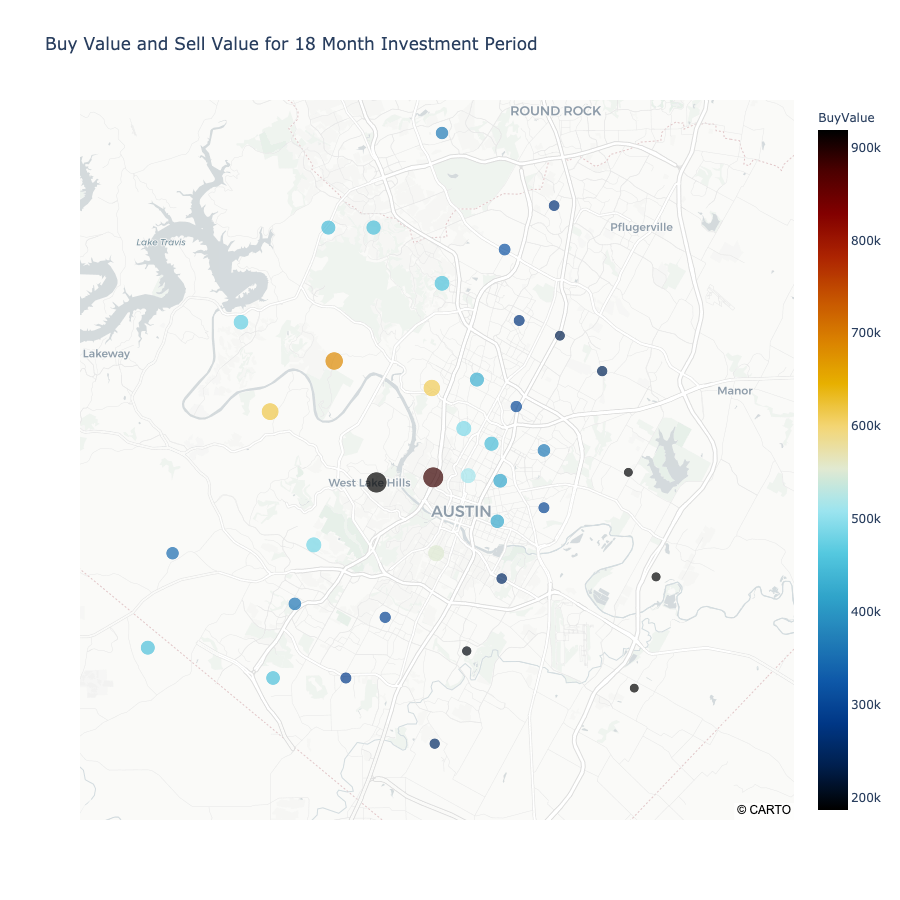 Buy Value and Sell Value for 18 Month Investment Period
ROUND ROCK
BuyValue
900k
Pflugerville
Lake Travis
800k
700k
Lakeway
Manor
600k
West Lake Hills
AUSTIN
500k
400k
300k
200k
© CARTO